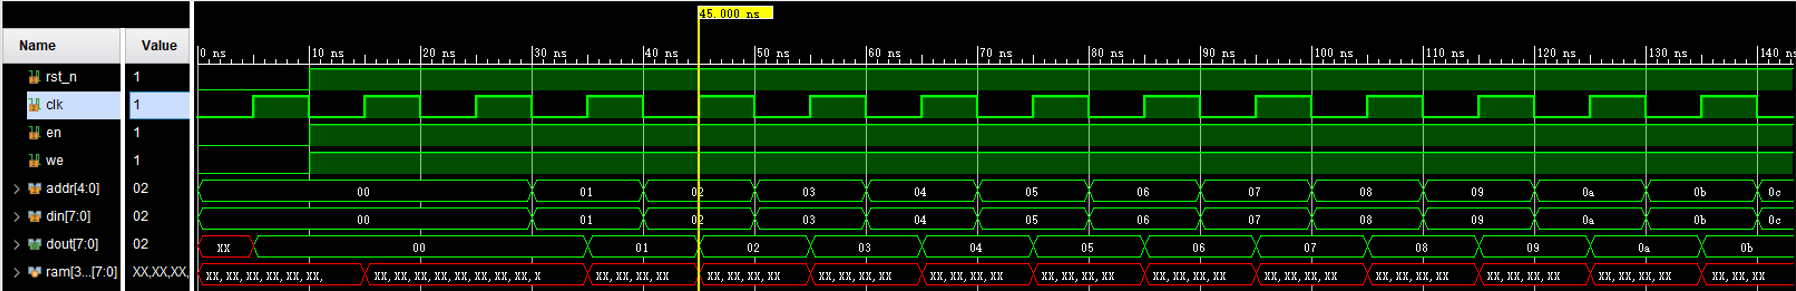 45.000 ns
Name Value 0 ns 10 ns 20 ns 30 ns 40 ns 50 ns 60 ns 70 ns 80 ns 90 ns 100 ns 110 ns 120 ns 130 ns 140 ns
rst_n 1
clk 1
en 1
we 1
addr[4:0] 02 00 01 02 03 04 05 06 07 08 09 0a 0b 0c
din[7:0] 02 00 01 02 03 04 05 06 07 08 09 0a 0b 0c
dout[7:0] 02 XX 00 01 02 03 04 05 06 07 08 09 0a 0b
ram[3...[7:0] XX,XX,XX, XX,XX,XX,XX,XX,XX, XX,XX,XX,XX,XX,XX,XX,X XX,XX,XX XX,XX,XX XX,XX,XX,XX XX,XX,XX,XX XX,XX,XX,XX XX,XX,XX,XX XX,XX,XX,XX XX,XX,XX,XX XX,XX,XX,XX XX,XX,XX,XX XX,XX,XX,XX XX,XX,XX